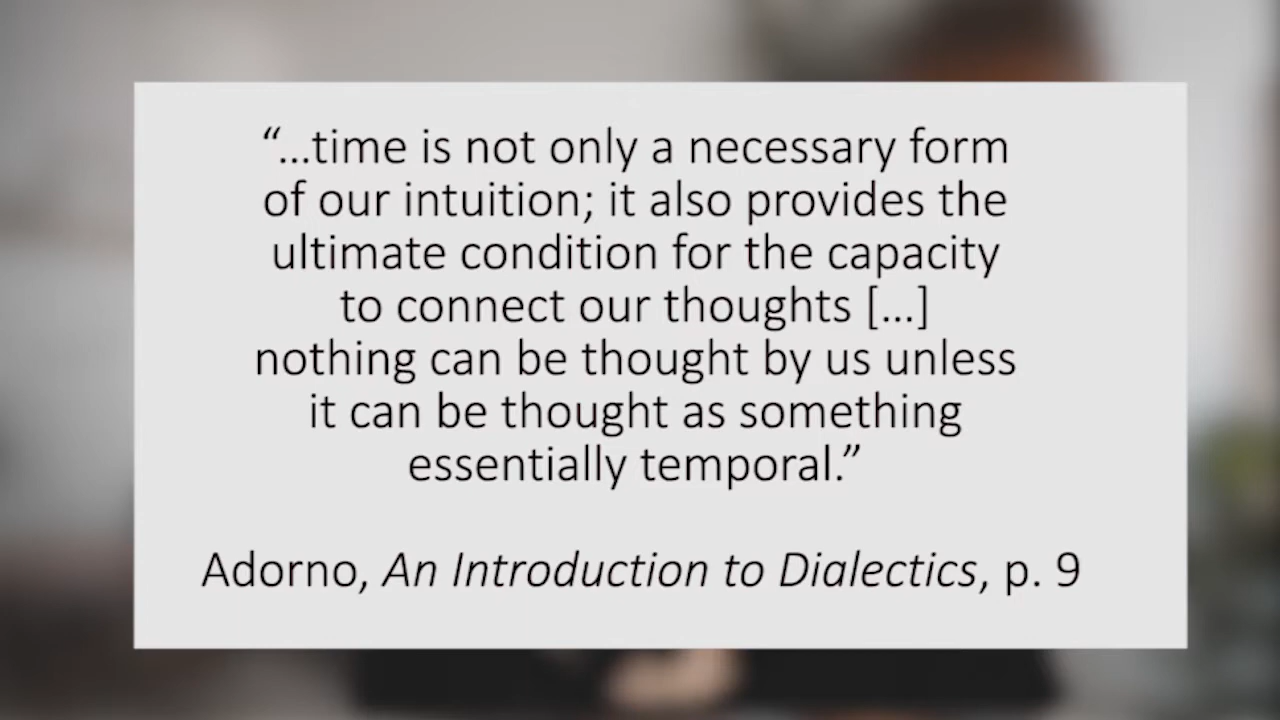 “...time is not only a necessary form
of our intuition; it also provides the
ultimate condition for the capacity
to connect our thoughts [...]
nothing can be thought by us unless
it can be thought as something
essentially temporal.”
Adorno, An Introduction to Dialectics, p. 9